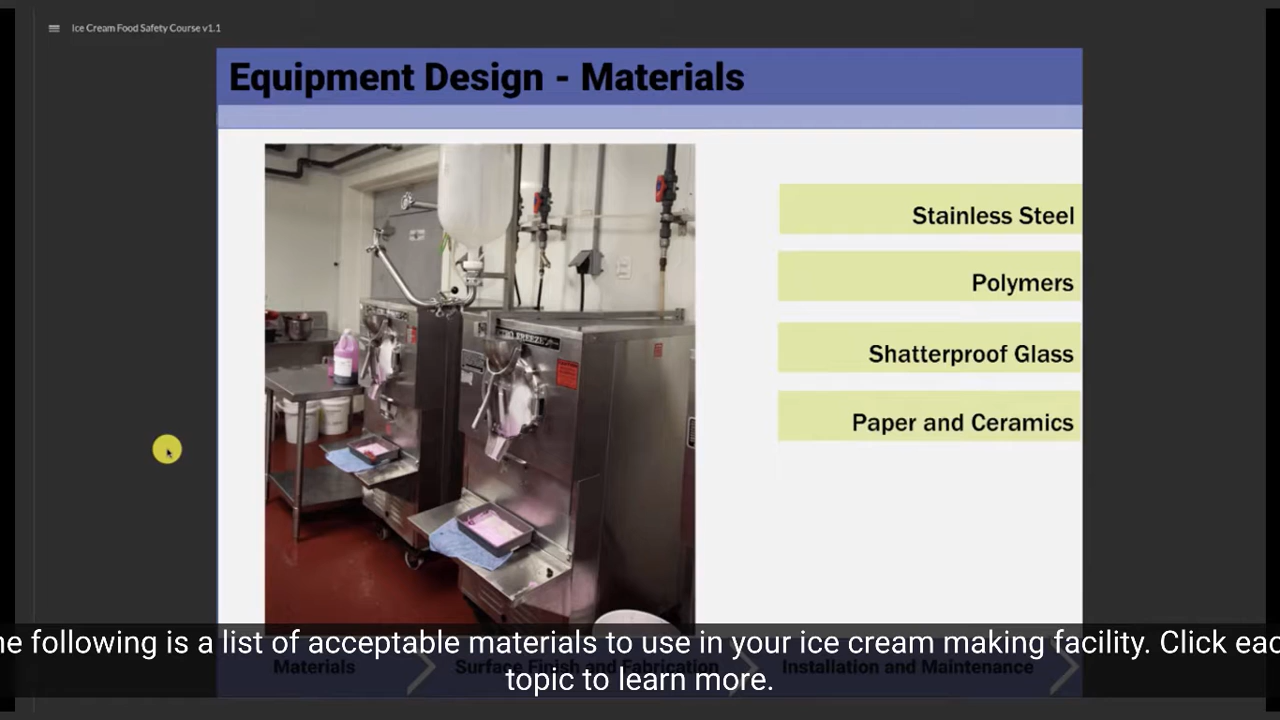 Ice Cream Food Safety Course v1.1
Equipment Design - Materials
Stainless Steel
Polymers
Shatterproof Glass
Paper and Ceramics
Materials
Surface Finish and Fabrication
Installation and Maintenance
following is a list of acceptable materials to use in your ice cream making facility. Click
topic to learn more.